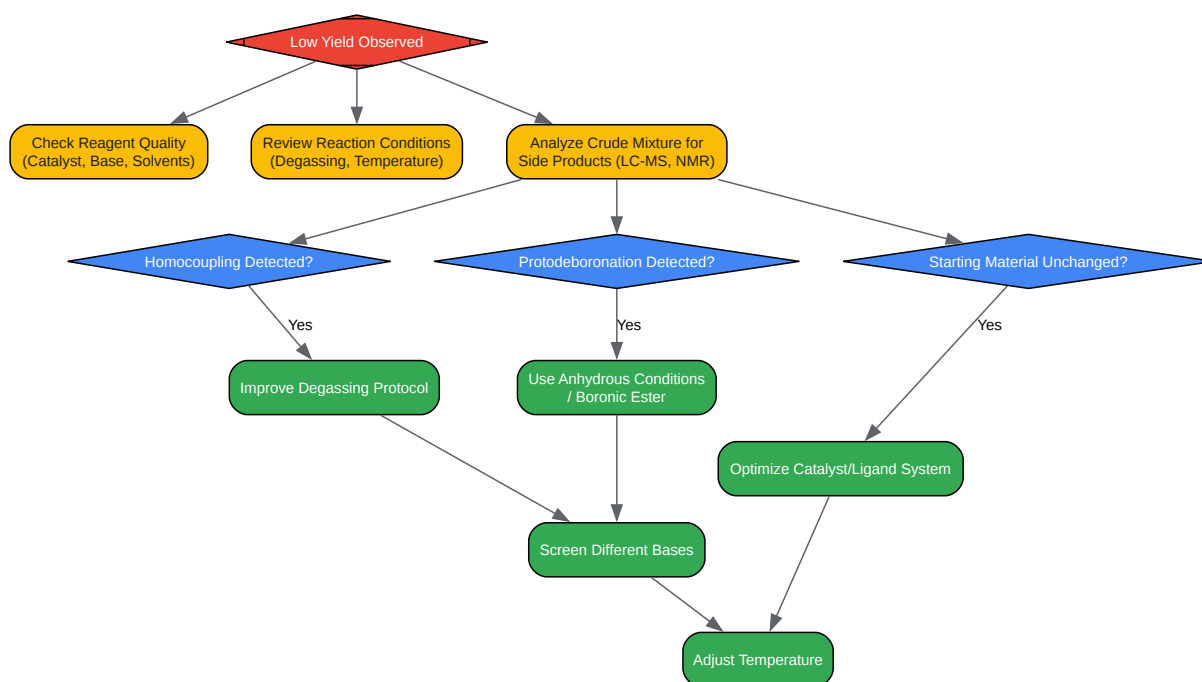 Low Yield Observed
Check Reagent Quality
(Catalyst, Base, Solvents)
Review Reaction Conditions
(Degassing, Temperature)
Analyze Crude Mixture for
Side Products (LC-MS, NMR)
Homocoupling Detected?
Protodeboronation Detected?
Starting Material Unchanged?
Yes
Yes
Yes
Improve Degassing Protocol
Use Anhydrous Conditions
/ Boronic Ester
Optimize Catalyst/Ligand System
Screen Different Bases
Adjust Temperature